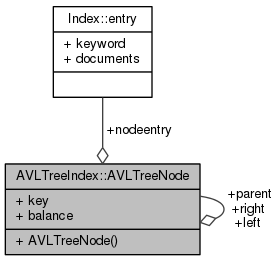 Index::entry
+ keyword
+ documents
+nodeentry
AVLTreeIndex::AVLTreeNode
+ key
+ balance
+ AVLTreeNode()
+parent
+right
+left